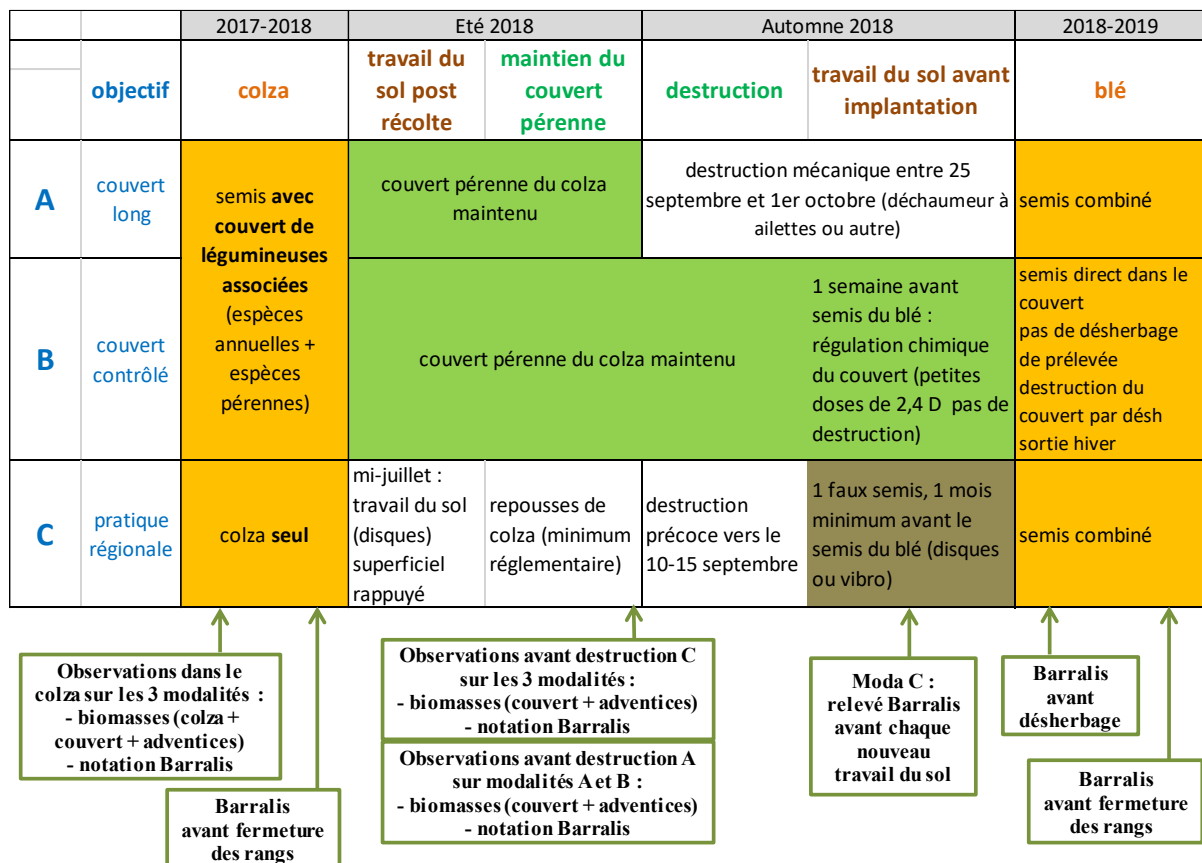 2017-2018
Eté 2018
Automne 2018
2018-2019
objectif
colza
travail du
sol post
récolte
maintien du
couvert
pérenne
destruction
travail du sol avant
implantation
blé
A
couvert
long
semis avec
couvert de
légumineuses
associées
(espèces
annuelles +
espèces
pérennes)
couvert pérenne du colza
maintenu
destruction mécanique entre 25
septembre et 1er octobre (déchaumeur à
ailettes ou autre)
semis combiné
B
couvert
contrôlé
couvert pérenne du colza maintenu
1 semaine avant
semis du blé :
régulation chimique
du couvert (petites
doses de 2,4 D pas de
destruction)
semis direct dans le
couvert
pas de désherbage
de prélevée
destruction du
couvert par désh
sortie hiver
C
pratique
régionale
colza seul
mi-juillet :
travail du sol
(disques)
superficiel
rappuyé
repousses de
colza (minimum
réglementaire)
destruction
précoce vers le
10-15 septembre
1 faux semis, 1 mois
minimum avant le
semis du blé (disques
ou vibro)
semis combiné
Observations dans le
colza sur les 3 modalités :
- biomasses (colza +
couvert + adventices)
- notation Barralis
Barralis
avant fermeture
des rangs
Observations avant destruction C
sur les 3 modalités :
- biomasses (couvert + adventices)
- notation Barralis
Observations avant destruction A
sur modalités A et B :
- biomasses (couvert + adventices)
- notation Barralis
Moda C :
relevé Barralis
avant chaque
nouveau
travail du sol
Barralis
avant
désherbage
Barralis
avant fermeture
des rangs